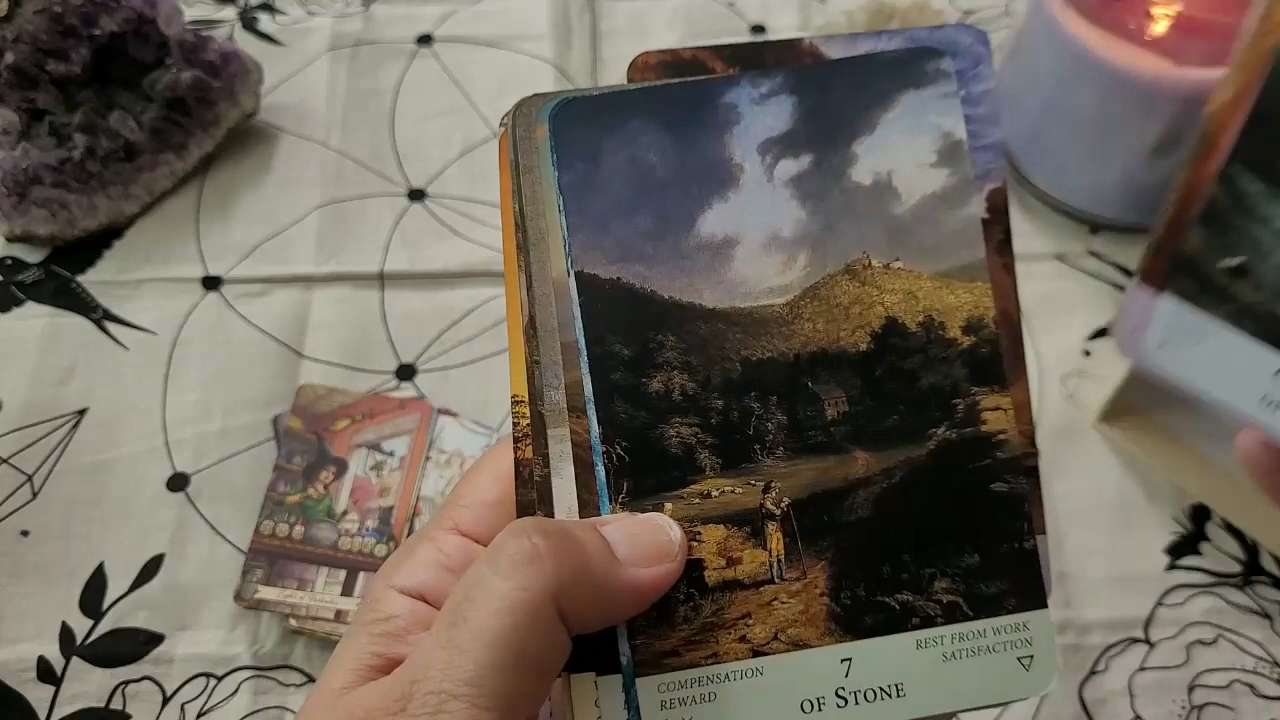 COMPENSATION
REWARD
7
OF STONE
REST FROM WORK
SATISFACTION